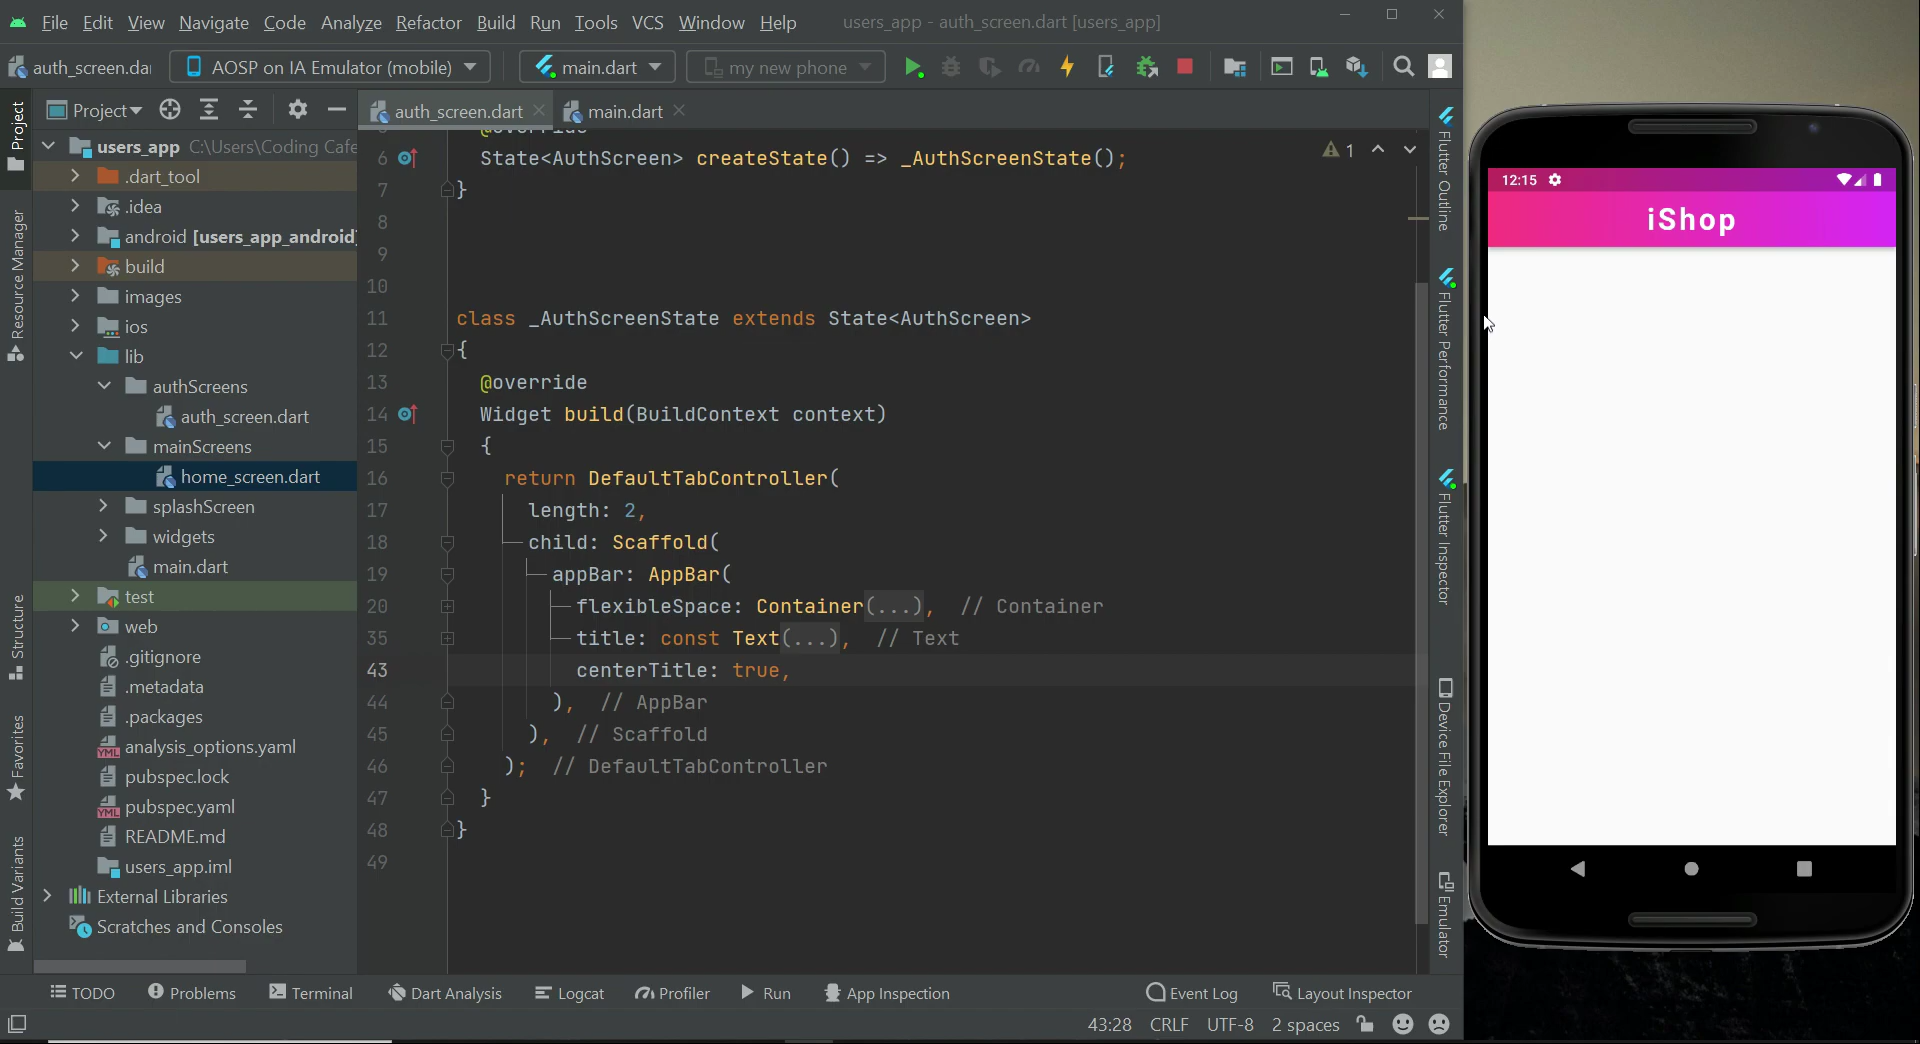 File Edit View Navigate Code Analyze Refactor Build Run Tools VCS Window Help users_app - auth_screen.dart [users_app]
auth_screen.da AOSP on IA Emulator (mobile) main.dart my new phone
Project
auth_screen.dart main.dart
users_app C:\Users\Coding Cafe
.dart_tool
.idea
android [users_app_android]
build
images
ios
lib
authScreens
auth_screen.dart
mainScreens
home_screen.dart
splashScreen
widgets
main.dart
test
web
.gitignore
.metadata
.packages
analysis_options.yaml
pubspec.lock
pubspec.yaml
README.md
users_app.iml
External Libraries
Scratches and Consoles
Project
Resource Manager
Structure
Favorites
Build Variants
6 State<AuthScreen> createState() => _AuthScreenState();
1
7 }
8
9
10
11 class _AuthScreenState extends State<AuthScreen>
12 {
13 @override
14 Widget build(BuildContext context)
15 {
16 return DefaultTabController(
17 length: 2,
18 child: Scaffold(
19 appBar: AppBar(
20 flexibleSpace: Container(...), // Container
35 title: const Text(...), // Text
43 centerTitle: true,
44 ), // AppBar
45 ), // Scaffold
46 ); // DefaultTabController
47 }
48 }
49
Flutter Outline
Flutter Performance
Flutter Inspector
Device File Explorer
Emulator
12:15
iShop
TODO Problems Terminal Dart Analysis Logcat Profiler Run App Inspection Event Log Layout Inspector
43:28 CRLF UTF-8 2 spaces